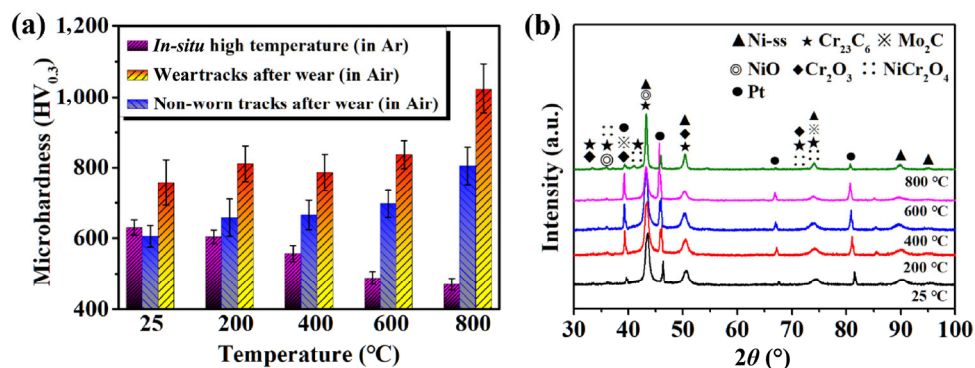 (a)
1,200
1,000
800
600
400
Microhardness (HV0.3)
In-situ high temperature (in Ar)
Weartracks after wear (in Air)
Non-worn tracks after wear (in Air)
25 200 400 600 800
Temperature (℃)
(b)
Intensity (a.u.)
▲ Ni-ss ★ Cr23C6 ※ Mo2C
◎ NiO ◆ Cr2O3 ∷ NiCr2O4
● Pt
800 ℃
600 ℃
400 ℃
200 ℃
25 ℃
30 40 50 60 70 80 90 100
2θ (°)